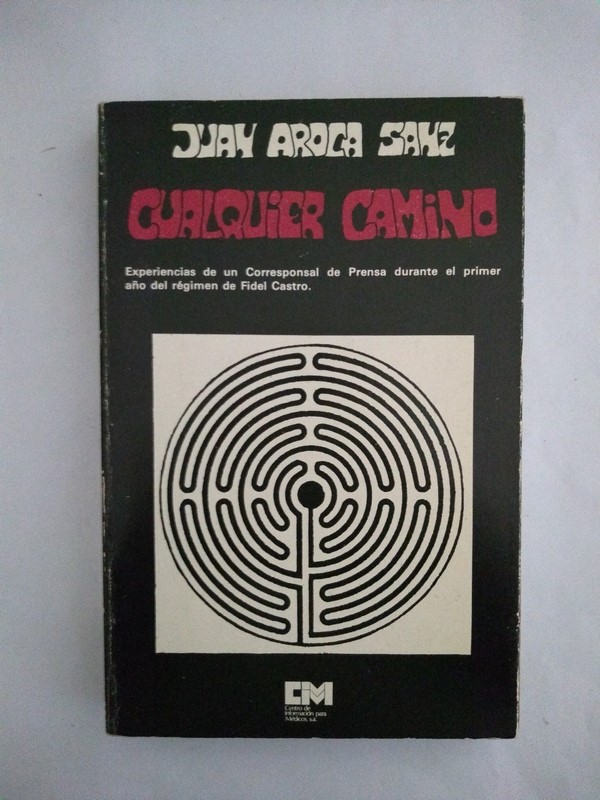 JUAN AROCA SANZ
CUALQUIER CAMINO
Experiencias de un Corresponsal de Prensa durante el primer
año del régimen de Fidel Castro.
CIM
Centro de
Información para
Médicos, s.a.